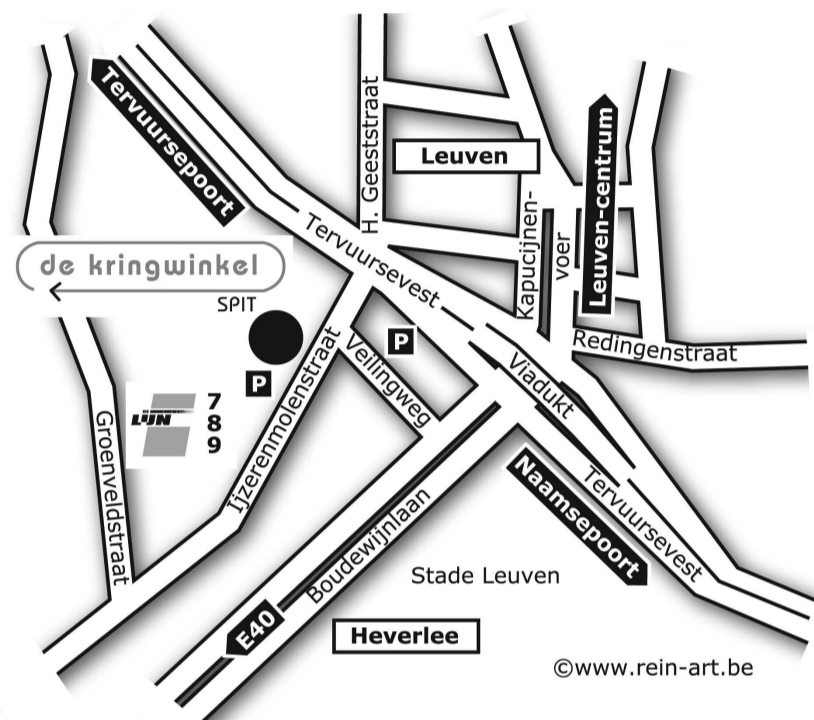 Tervuursepoort
H. Geeststraat
Leuven
Leuven-centrum
Kapucijnen-
voer
Tervuursevest
de kringwinkel
SPIT
P
P
Veilingweg
Ijzerenmolenstraat
Redingenstraat
Viadukt
DE
LIJN
7
8
9
Groenveldstraat
Boudewijnlaan
Naamsepoort
Tervuursevest
Stade Leuven
E40
Heverlee
©www.rein-art.be